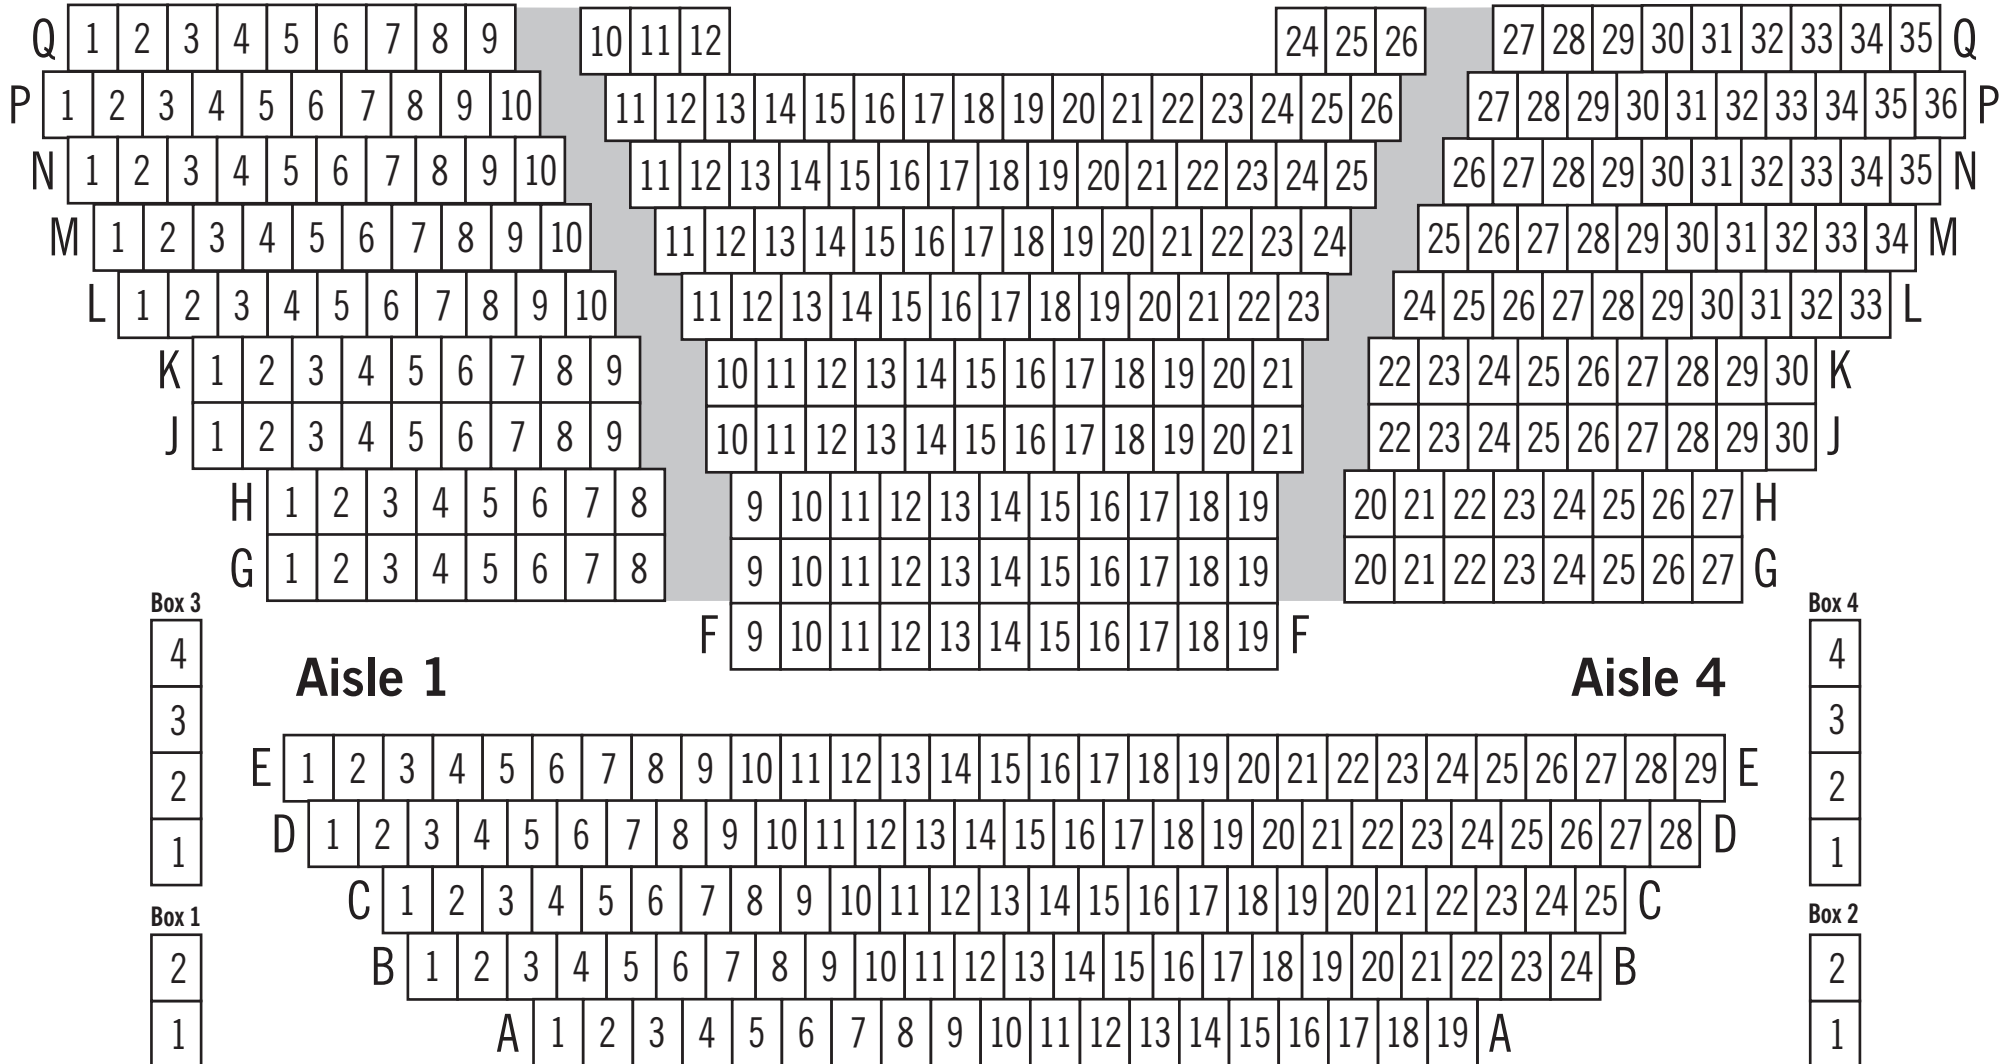 Q 1 2 3 4 5 6 7 8 9 10 11 12 24 25 26 27 28 29 30 31 32 33 34 35 Q
P 1 2 3 4 5 6 7 8 9 10 11 12 13 14 15 16 17 18 19 20 21 22 23 24 25 26 27 28 29 30 31 32 33 34 35 36 P
N 1 2 3 4 5 6 7 8 9 10 11 12 13 14 15 16 17 18 19 20 21 22 23 24 25 26 27 28 29 30 31 32 33 34 35 N
M 1 2 3 4 5 6 7 8 9 10 11 12 13 14 15 16 17 18 19 20 21 22 23 24 25 26 27 28 29 30 31 32 33 34 M
L 1 2 3 4 5 6 7 8 9 10 11 12 13 14 15 16 17 18 19 20 21 22 23 24 25 26 27 28 29 30 31 32 33 L
K 1 2 3 4 5 6 7 8 9 10 11 12 13 14 15 16 17 18 19 20 21 22 23 24 25 26 27 28 29 30 K
J 1 2 3 4 5 6 7 8 9 10 11 12 13 14 15 16 17 18 19 20 21 22 23 24 25 26 27 28 29 30 J
H 1 2 3 4 5 6 7 8 9 10 11 12 13 14 15 16 17 18 19 20 21 22 23 24 25 26 27 H
G 1 2 3 4 5 6 7 8 9 10 11 12 13 14 15 16 17 18 19 20 21 22 23 24 25 26 27 G
F 9 10 11 12 13 14 15 16 17 18 19 F
Box 3
4
3
2
1
Box 1
2
1
Aisle 1
Aisle 4
E 1 2 3 4 5 6 7 8 9 10 11 12 13 14 15 16 17 18 19 20 21 22 23 24 25 26 27 28 29 E
D 1 2 3 4 5 6 7 8 9 10 11 12 13 14 15 16 17 18 19 20 21 22 23 24 25 26 27 28 D
C 1 2 3 4 5 6 7 8 9 10 11 12 13 14 15 16 17 18 19 20 21 22 23 24 25 C
B 1 2 3 4 5 6 7 8 9 10 11 12 13 14 15 16 17 18 19 20 21 22 23 24 B
A 1 2 3 4 5 6 7 8 9 10 11 12 13 14 15 16 17 18 19 A
Box 4
4
3
2
1
Box 2
2
1